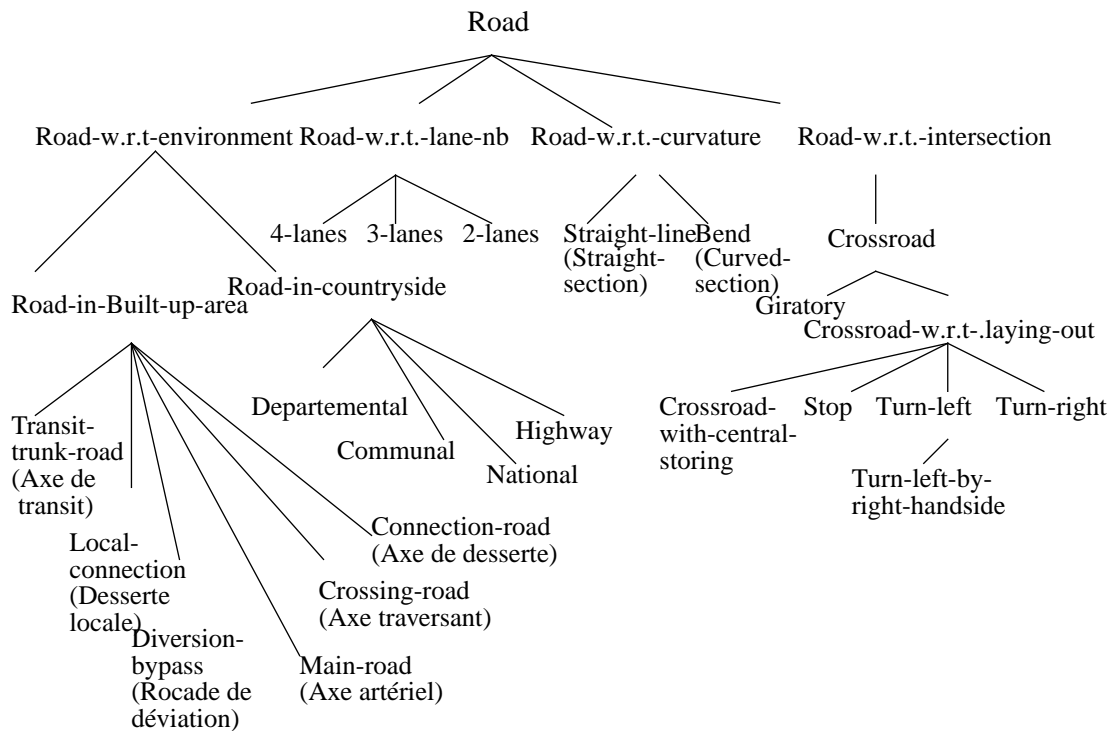 Road
Road-w.r.t-environment Road-w.r.t.-lane-nb Road-w.r.t.-curvature Road-w.r.t.-intersection
4-lanes 3-lanes 2-lanes
Straight-line
(Straight-
section)
Bend
(Curved-
section)
Crossroad
Road-in-Built-up-area
Road-in-countryside
Giratory
Crossroad-w.r.t-.laying-out
Transit-
trunk-road
(Axe de
transit)
Departemental
Communal
National
Highway
Crossroad-
with-central-
storing
Stop
Turn-left
Turn-right
Turn-left-by-
right-handside
Local-
connection
(Desserte
locale)
Diversion-
bypass
(Rocade de
déviation)
Main-road
(Axe artériel)
Crossing-road
(Axe traversant)
Connection-road
(Axe de desserte)